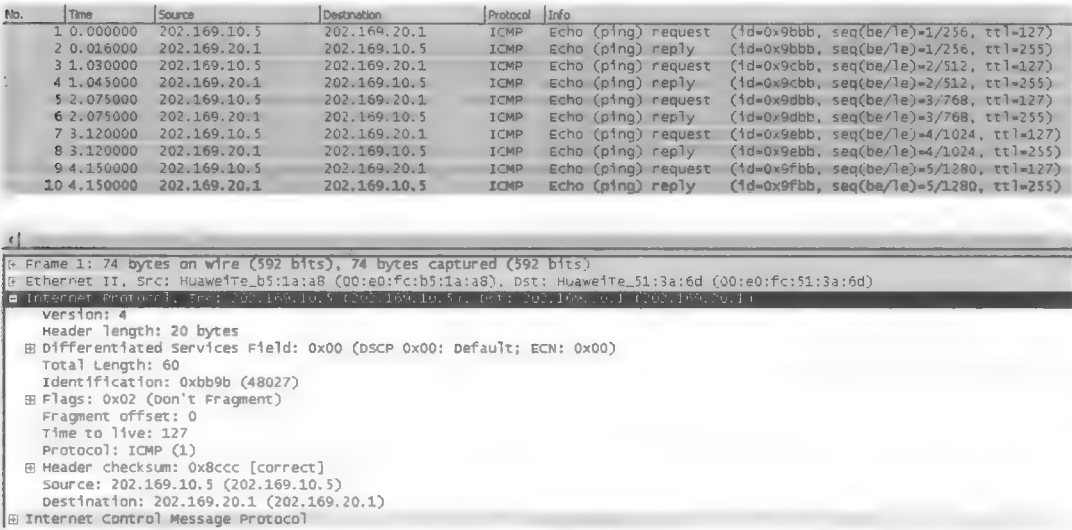 No. Time Source Destination Protocol Info
1 0.000000 202.169.10.5 202.169.20.1 ICMP Echo (ping) request (id=0x9bbb, seq(be/le)=1/256, ttl=127)
2 0.016000 202.169.20.1 202.169.10.5 ICMP Echo (ping) reply (id=0x9bbb, seq(be/le)=1/256, ttl=255)
3 1.030000 202.169.10.5 202.169.20.1 ICMP Echo (ping) request (id=0x9cbb, seq(be/le)=2/512, ttl=127)
4 1.045000 202.169.20.1 202.169.10.5 ICMP Echo (ping) reply (id=0x9cbb, seq(be/le)=2/512, ttl=255)
5 2.075000 202.169.10.5 202.169.20.1 ICMP Echo (ping) request (id=0x9dbb, seq(be/le)=3/768, ttl=127)
6 2.075000 202.169.20.1 202.169.10.5 ICMP Echo (ping) reply (id=0x9dbb, seq(be/le)=3/768, ttl=255)
7 3.120000 202.169.10.5 202.169.20.1 ICMP Echo (ping) request (id=0x9ebb, seq(be/le)=4/1024, ttl=127)
8 3.120000 202.169.20.1 202.169.10.5 ICMP Echo (ping) reply (id=0x9ebb, seq(be/le)=4/1024, ttl=255)
9 4.150000 202.169.10.5 202.169.20.1 ICMP Echo (ping) request (id=0x9fbb, seq(be/le)=5/1280, ttl=127)
10 4.150000 202.169.20.1 202.169.10.5 ICMP Echo (ping) reply (id=0x9fbb, seq(be/le)=5/1280, ttl=255)
Frame 1: 74 bytes on wire (592 bits), 74 bytes captured (592 bits)
Ethernet II, Src: HuaweiTe_b5:1a:a8 (00:e0:fc:b5:1a:a8), Dst: HuaweiTe_51:3a:6d (00:e0:fc:51:3a:6d)
Internet Protocol, Src: 202.169.10.5 (202.169.10.5), Dst: 202.169.20.1 (202.169.20.1)
Version: 4
Header length: 20 bytes
Differentiated Services Field: 0x00 (DSCP 0x00: Default; ECN: 0x00)
Total Length: 60
Identification: 0xbb9b (48027)
Flags: 0x02 (Don't Fragment)
Fragment offset: 0
Time to live: 127
Protocol: ICMP (1)
Header checksum: 0x8ccc [correct]
Source: 202.169.10.5 (202.169.10.5)
Destination: 202.169.20.1 (202.169.20.1)
Internet Control Message Protocol